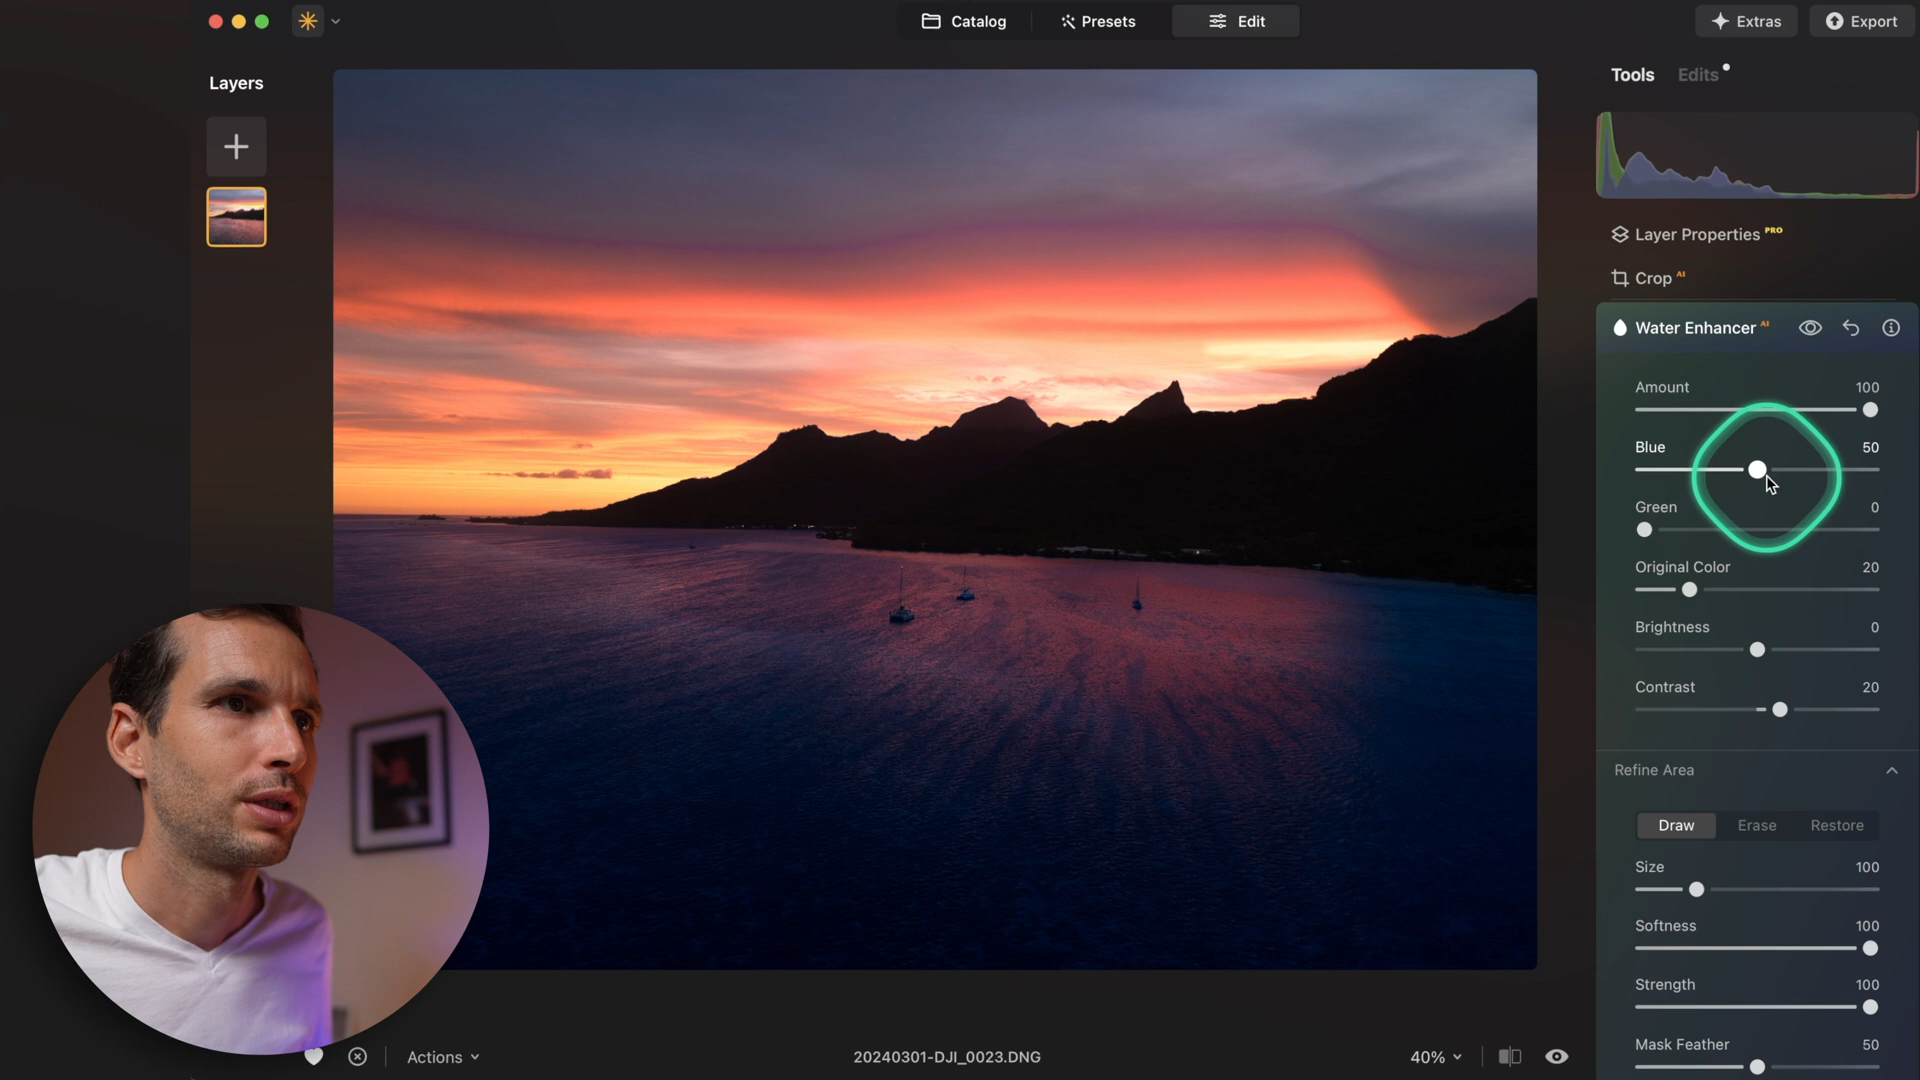 Catalog
Presets
Edit
Extras
Export
Layers
Tools
Edits
Layer Properties PRO
Crop AI
Water Enhancer AI
Amount 100
Blue 50
Green 0
Original Color 20
Brightness 0
Contrast 20
Refine Area
Draw
Erase
Restore
Size 100
Softness 100
Strength 100
Mask Feather 50
Actions
20240301-DJI_0023.DNG
40%